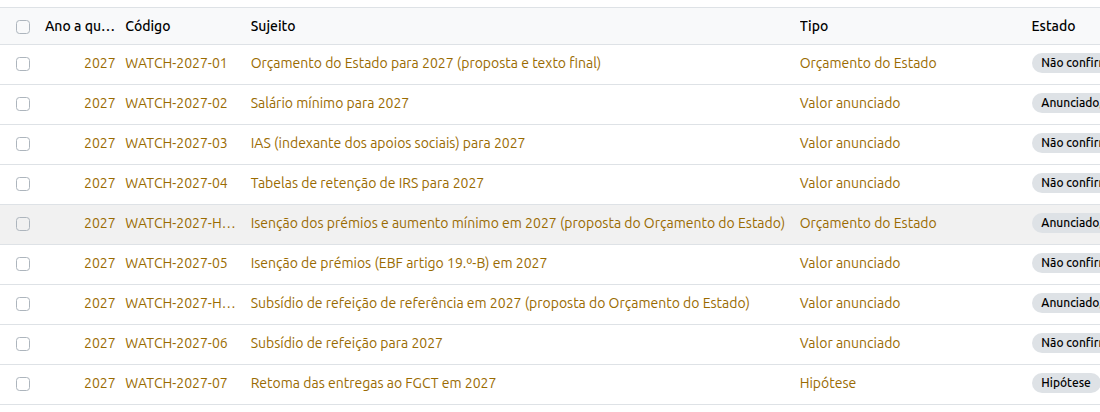 Ano a qu... Código Sujeito Tipo Estado
2027 WATCH-2027-01 Orçamento do Estado para 2027 (proposta e texto final) Orçamento do Estado Não confir
2027 WATCH-2027-02 Salário mínimo para 2027 Valor anunciado Anunciado
2027 WATCH-2027-03 IAS (indexante dos apoios sociais) para 2027 Valor anunciado Não confir
2027 WATCH-2027-04 Tabelas de retenção de IRS para 2027 Valor anunciado Não confir
2027 WATCH-2027-H... Isenção dos prémios e aumento mínimo em 2027 (proposta do Orçamento do Estado) Orçamento do Estado Anunciado
2027 WATCH-2027-05 Isenção de prémios (EBF artigo 19.º-B) em 2027 Valor anunciado Não confir
2027 WATCH-2027-H... Subsídio de refeição de referência em 2027 (proposta do Orçamento do Estado) Valor anunciado Anunciado
2027 WATCH-2027-06 Subsídio de refeição para 2027 Valor anunciado Não confir
2027 WATCH-2027-07 Retoma das entregas ao FGCT em 2027 Hipótese Hipótese